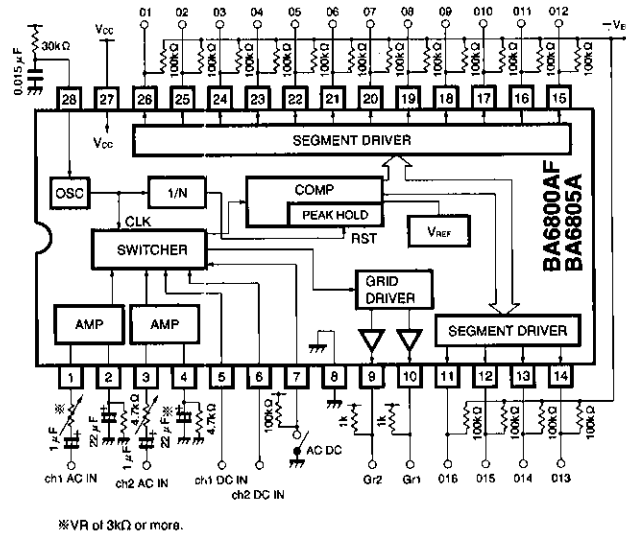 01 02 03 04 05 06 07 08 09 010 011 012
30kΩ
0.015μF
Vcc
100kΩ 100kΩ 100kΩ 100kΩ 100kΩ 100kΩ 100kΩ 100kΩ 100kΩ 100kΩ 100kΩ 100kΩ
28 27 26 25 24 23 22 21 20 19 18 17 16 15
Vcc
SEGMENT DRIVER
OSC
1/N
COMP
PEAK HOLD
CLK
RST
VREF
SWITCHER
BA6800AF
BA6805A
GRID
DRIVER
AMP
AMP
SEGMENT DRIVER
1 2 3 4 5 6 7 8 9 10 11 12 13 14
※
1μF
22μF
4.7kΩ
1μF
22μF
※
4.7kΩ
100kΩ
AC DC
1k
1k
100kΩ 100kΩ 100kΩ 100kΩ
ch1 AC IN
ch2 AC IN
ch1 DC IN
ch2 DC IN
Gr2
Gr1
016
015
014
013
※VR of 3kΩ or more.